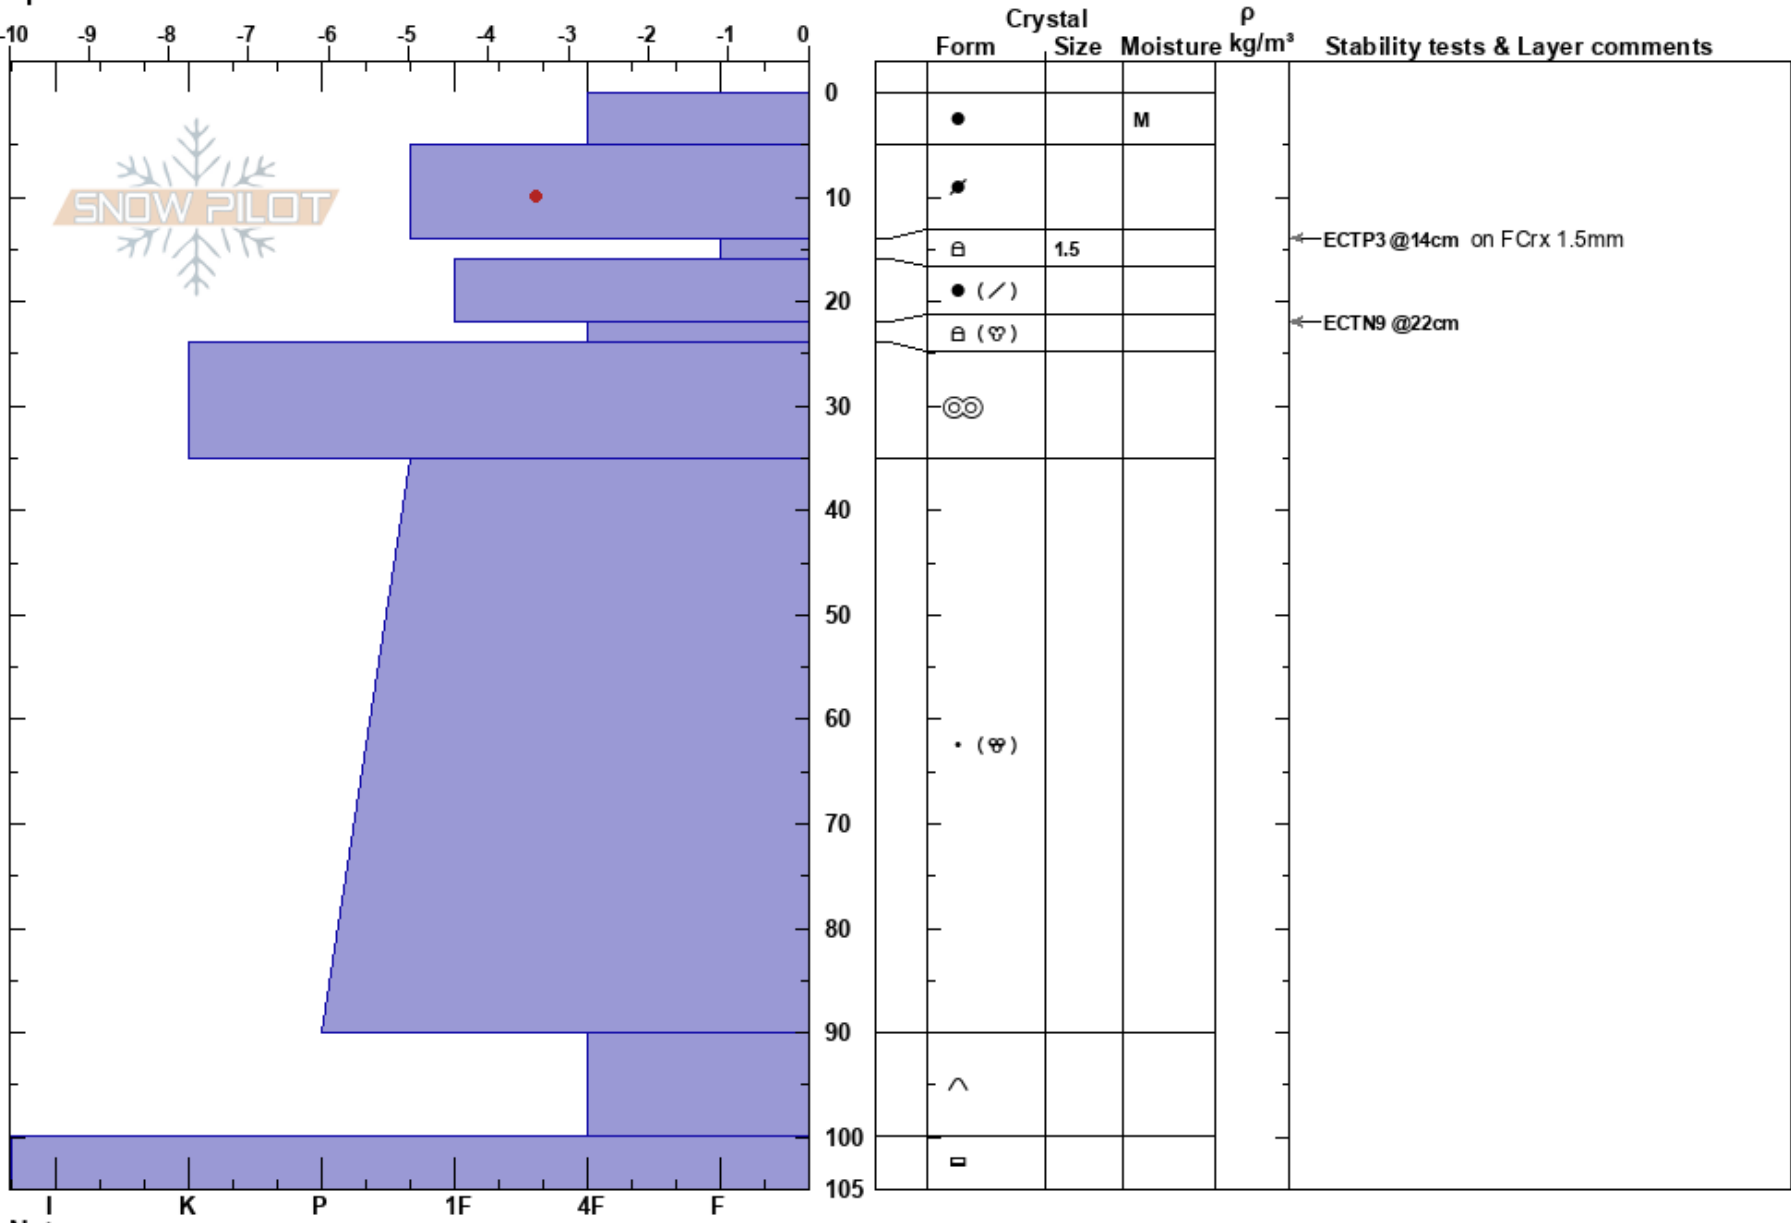 Crystal ρ
-10 -9 -8 -7 -6 -5 -4 -3 -2 -1 0 Form Size Moisture kg/m³ Stability tests & Layer comments
0
M
SNOW PILOT
10
ECTP3 @14cm on FCrx 1.5mm
1.5
20
ECTN9 @22cm
30
40
50
60
70
80
90
100
105
I K P 1F 4F F